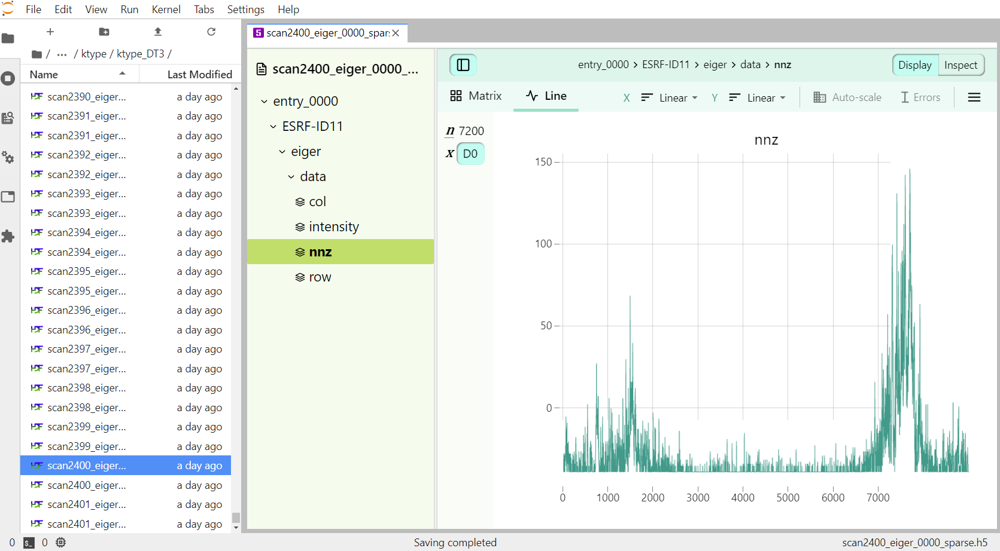 File Edit View Run Kernel Tabs Settings Help
/ ... / ktype / ktype_DT3 /
Name Last Modified
scan2390_eiger... a day ago
scan2391_eiger... a day ago
scan2391_eiger... a day ago
scan2392_eiger... a day ago
scan2392_eiger... a day ago
scan2393_eiger... a day ago
scan2393_eiger... a day ago
scan2394_eiger... a day ago
scan2394_eiger... a day ago
scan2395_eiger... a day ago
scan2395_eiger... a day ago
scan2396_eiger... a day ago
scan2396_eiger... a day ago
scan2397_eiger... a day ago
scan2397_eiger... a day ago
scan2398_eiger... a day ago
scan2398_eiger... a day ago
scan2399_eiger... a day ago
scan2399_eiger... a day ago
scan2400_eiger... a day ago
scan2400_eiger... a day ago
scan2401_eiger... a day ago
scan2401_eiger... a day ago
5 scan2400_eiger_0000_spars
scan2400_eiger_0000_...
entry_0000
ESRF-ID11
eiger
data
col
intensity
nnz
row
entry_0000 > ESRF-ID11 > eiger > data > nnz
Display Inspect
Matrix Line X Linear Y Linear Auto-scale Errors
n 7200
x D0
nnz
150
100
50
0
0 1000 2000 3000 4000 5000 6000 7000
0 $_ 0 Saving completed scan2400_eiger_0000_sparse.h5